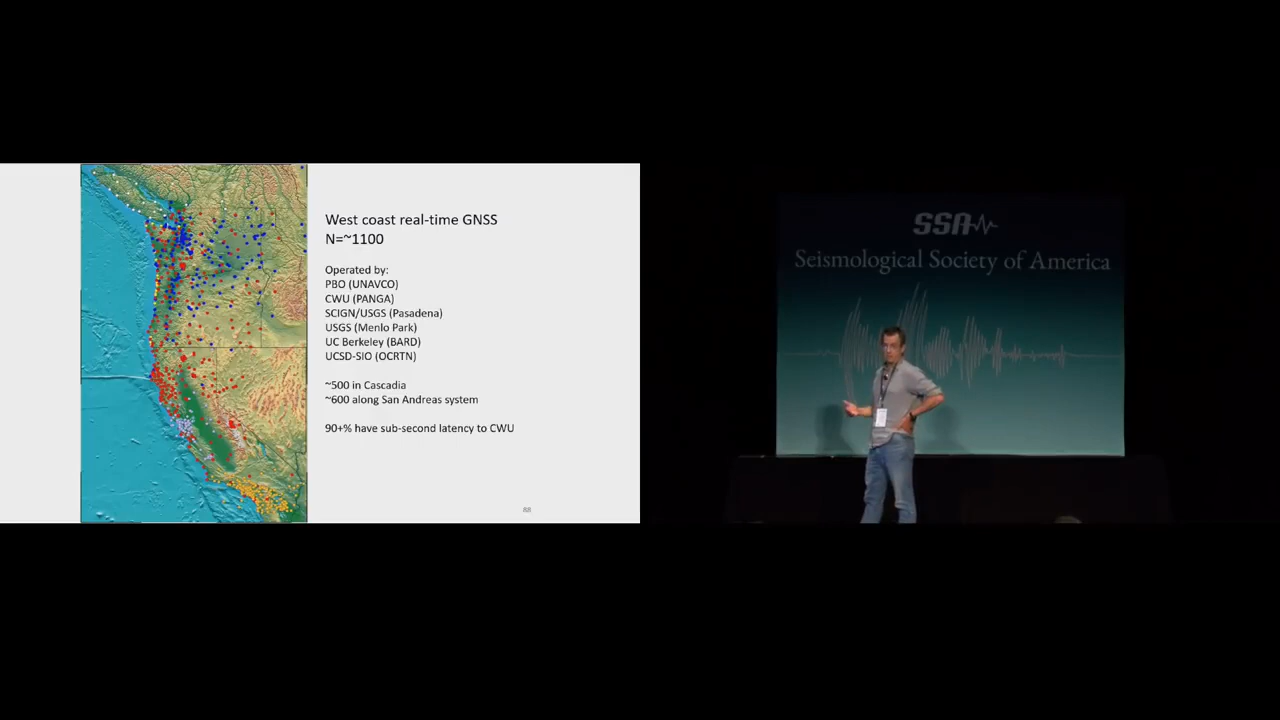 West coast real-time GNSS
N=~1100
Operated by:
PBO (UNAVCO)
CWU (PANGA)
SCIGN/USGS (Pasadena)
USGS (Menlo Park)
UC Berkeley (BARD)
UCSD-SIO (OCRTN)
~500 in Cascadia
~600 along San Andreas system
90+% have sub-second latency to CWU
88
SSA
Seismological Society of America